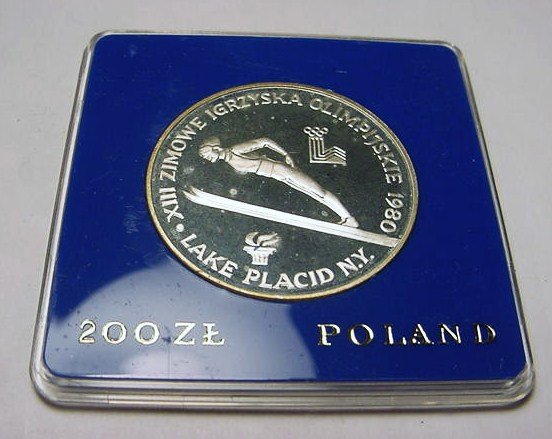 XIII ZIMOWE IGRZYSKA OLIMPIJSKIE 1980
• LAKE PLACID N.Y. •
200 ZŁ POLAND